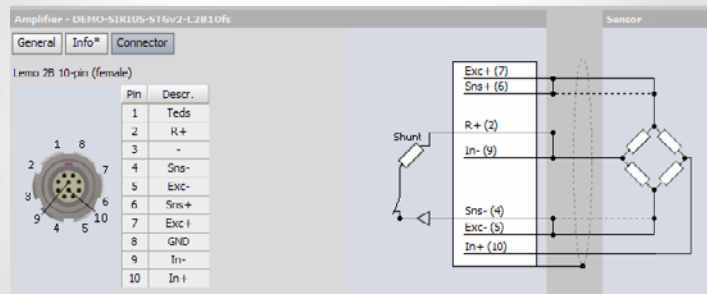 Amplifier - DEMO-SIRIUS-STGv2-L2B10fs
Sensor
General Info* Connector
Lemo 2B 10-pin (female)
Pin Descr.
1 Teds
2 R+
3 -
4 Sns-
5 Exc-
6 Sns+
7 Exc+
8 GND
9 In-
10 In+
1 8
2 7
3 6
9 4 5 10
Exc+ (7)
Sns+ (6)
R+ (2)
Shunt
In- (9)
Sns- (4)
Exc- (5)
In+ (10)